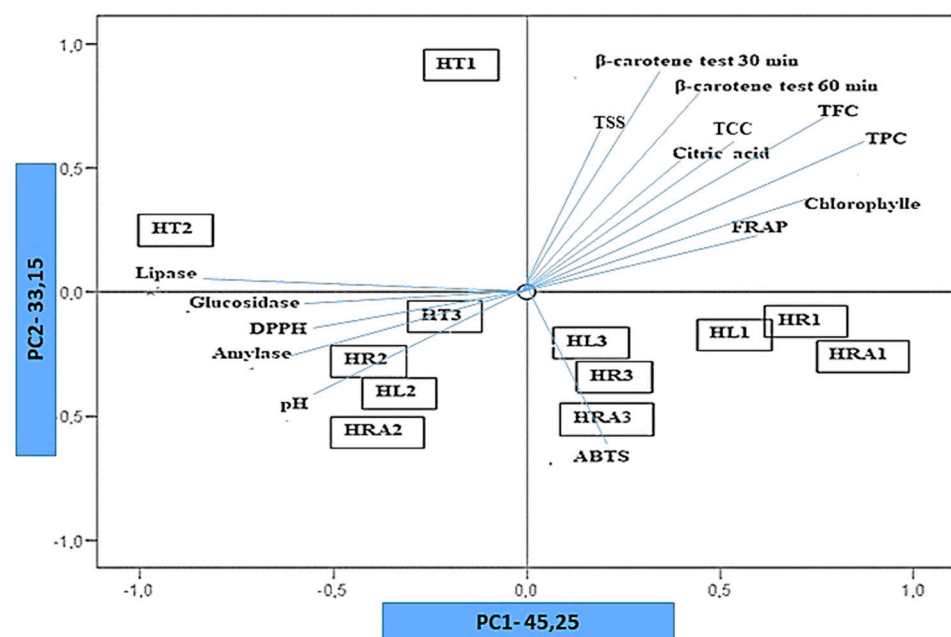 1,0
HT1
β-carotene test 30 min
β-carotene test 60 min
TSS
TCC
TFC
Citric acid
TPC
0,5
Chlorophylle
HT2
FRAP
Lipase
0,0
Glucosidase
HT3
HR1
DPPH
HL1
HL3
HRA1
Amylase
HR2
HR3
HL2
pH
-0,5
HRA2
HRA3
ABTS
-1,0
PC2- 33,15
-1,0
-0,5
0,0
0,5
1,0
PC1- 45,25